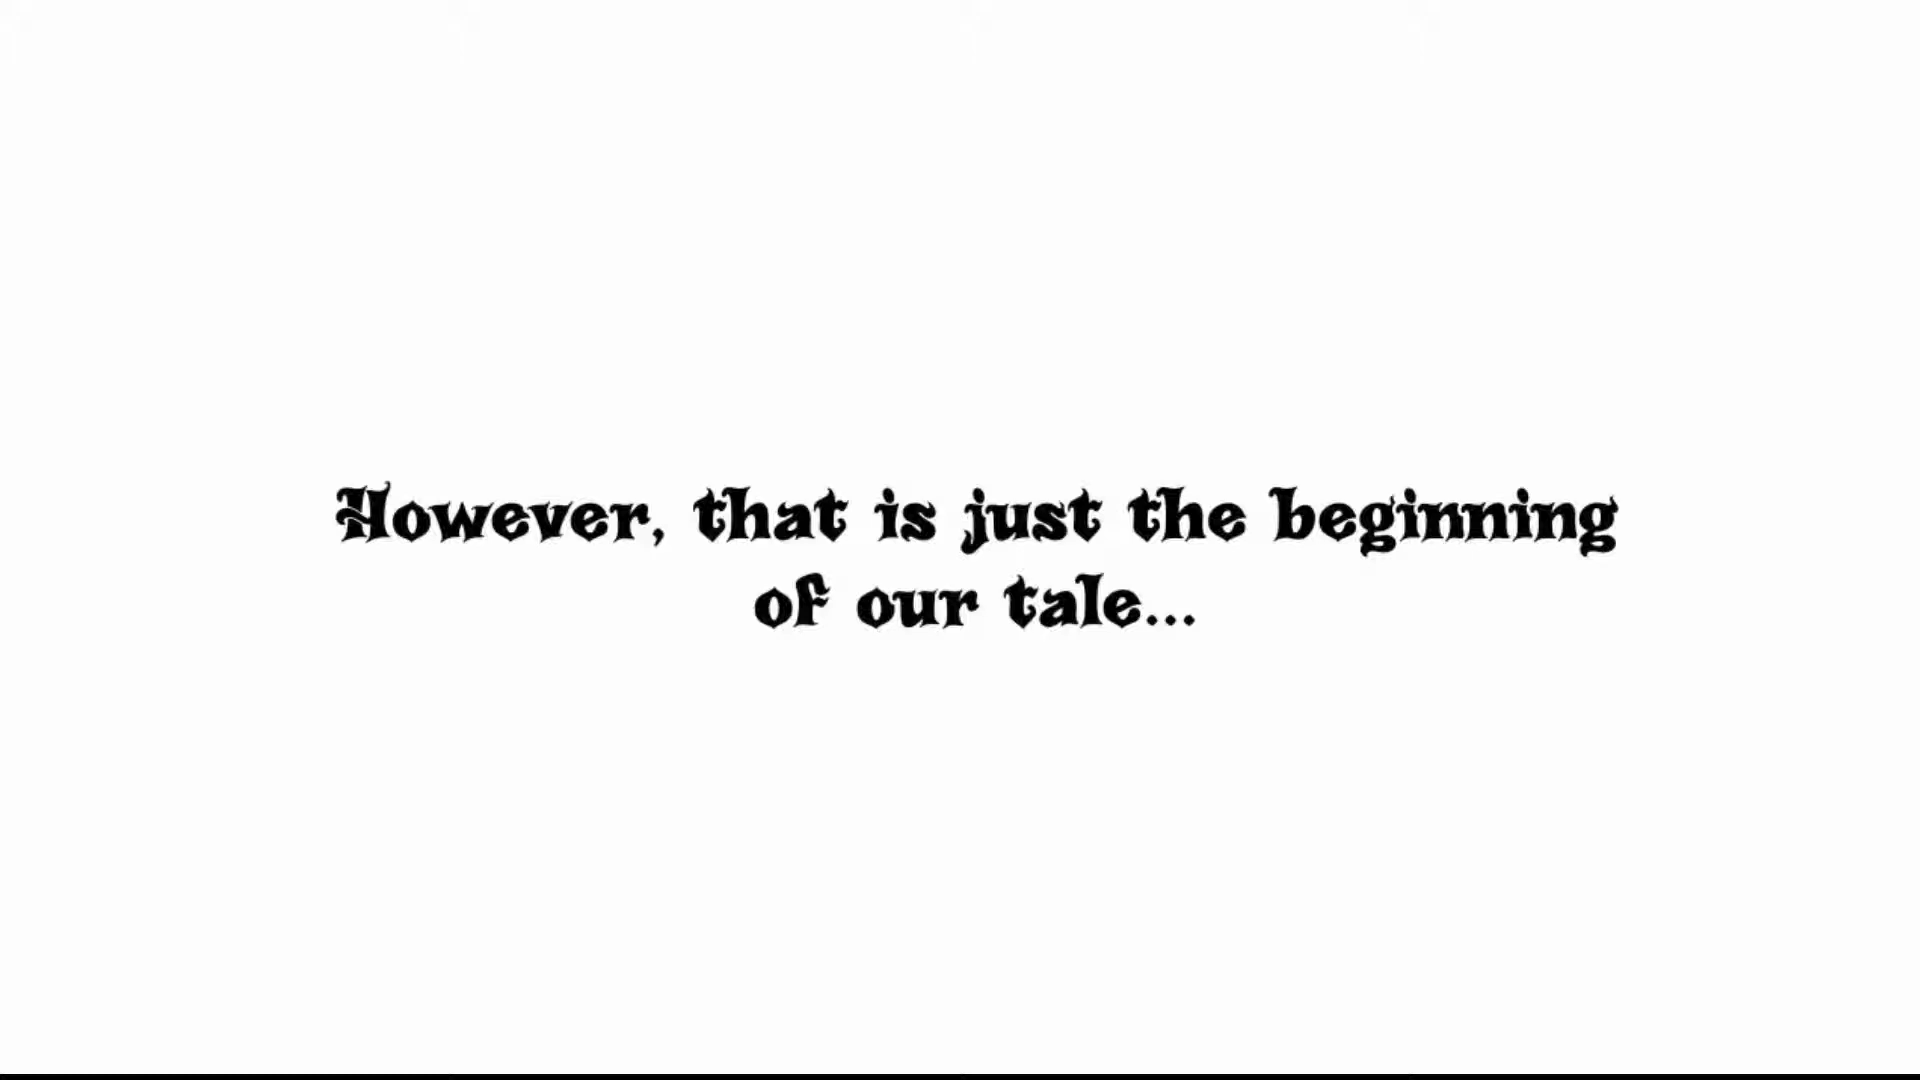 However, that is just the beginning
of our tale...